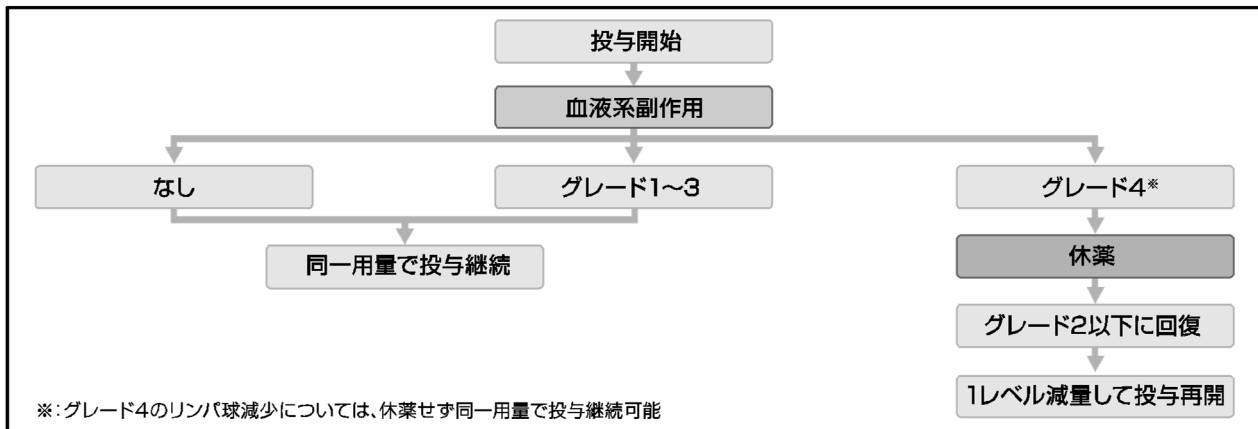 投与開始
血液系副作用
なし
グレード1～3
グレード4※
同一用量で投与継続
休薬
グレード2以下に回復
1レベル減量して投与再開
※：グレード4のリンパ球減少については、休薬せず同一用量で投与継続可能